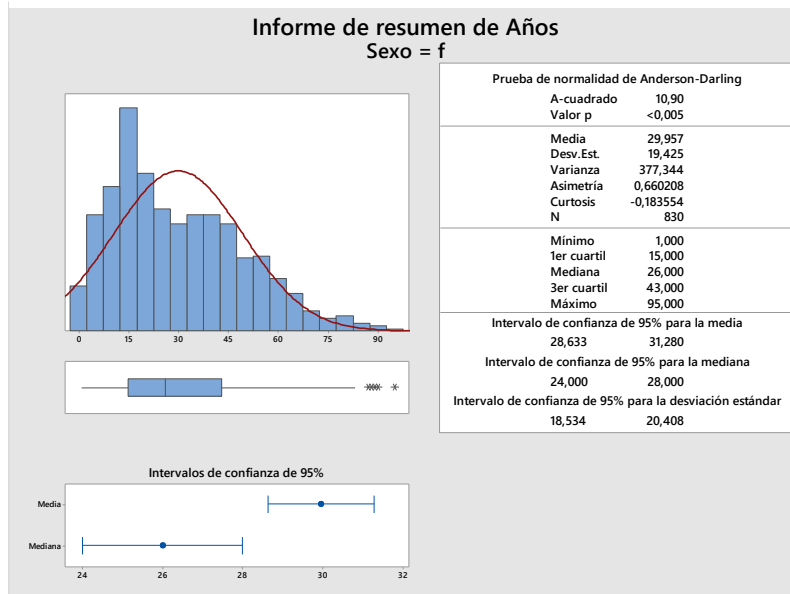 Informe de resumen de Años
Sexo = f
0 15 30 45 60 75 90
Prueba de normalidad de Anderson-Darling
A-cuadrado 10,90
Valor p <0,005
Media 29,957
Desv.Est. 19,425
Varianza 377,344
Asimetría 0,660208
Curtosis -0,183554
N 830
Mínimo 1,000
1er cuartil 15,000
Mediana 26,000
3er cuartil 43,000
Máximo 95,000
Intervalo de confianza de 95% para la media
28,633 31,280
Intervalo de confianza de 95% para la mediana
24,000 28,000
Intervalo de confianza de 95% para la desviación estándar
18,534 20,408
Intervalos de confianza de 95%
Media
Mediana
24 26 28 30 32